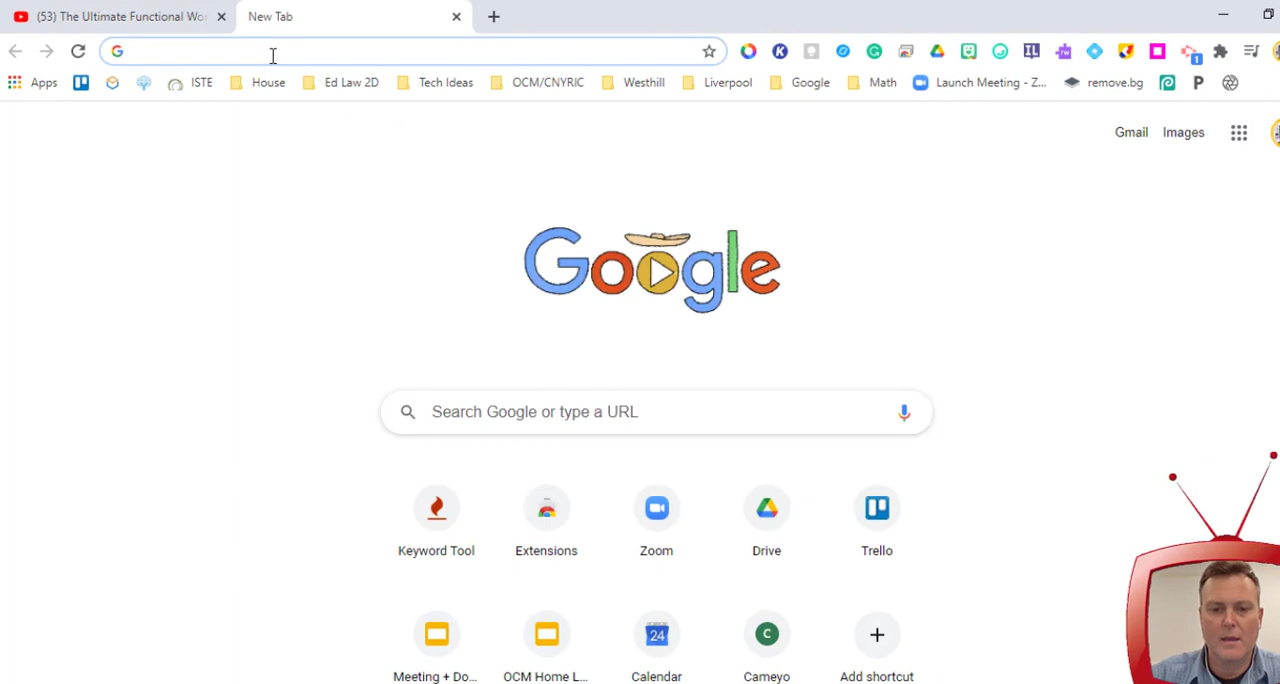 (53) The Ultimate Functional Wo
New Tab
Apps ISTE House Ed Law 2D Tech Ideas OCM/CNYRIC Westhill Liverpool Google Math Launch Meeting - Z... remove.bg
Gmail Images
Google
Search Google or type a URL
Keyword Tool Extensions Zoom Drive Trello
24 C
Meeting + Do... OCM Home L... Calendar Cameyo Add shortcut